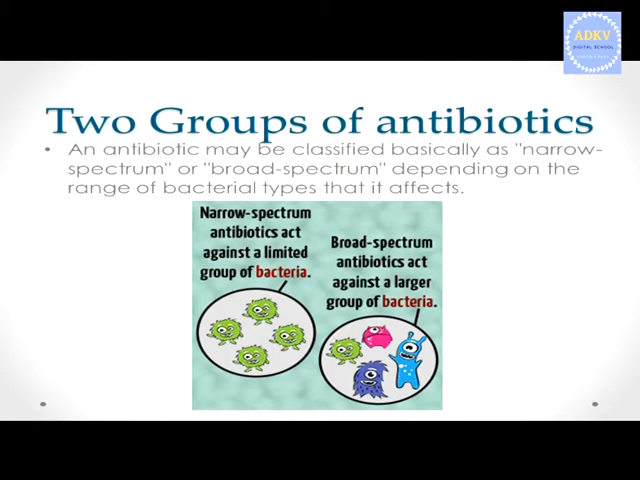 ADKV
DIGITAL SCHOOL
Two Groups of antibiotics
• An antibiotic may be classified basically as "narrow-
spectrum" or "broad-spectrum" depending on the
range of bacterial types that it affects.
Narrow-spectrum
antibiotics act
against a limited
group of bacteria.
Broad-spectrum
antibiotics act
against a larger
group of bacteria.